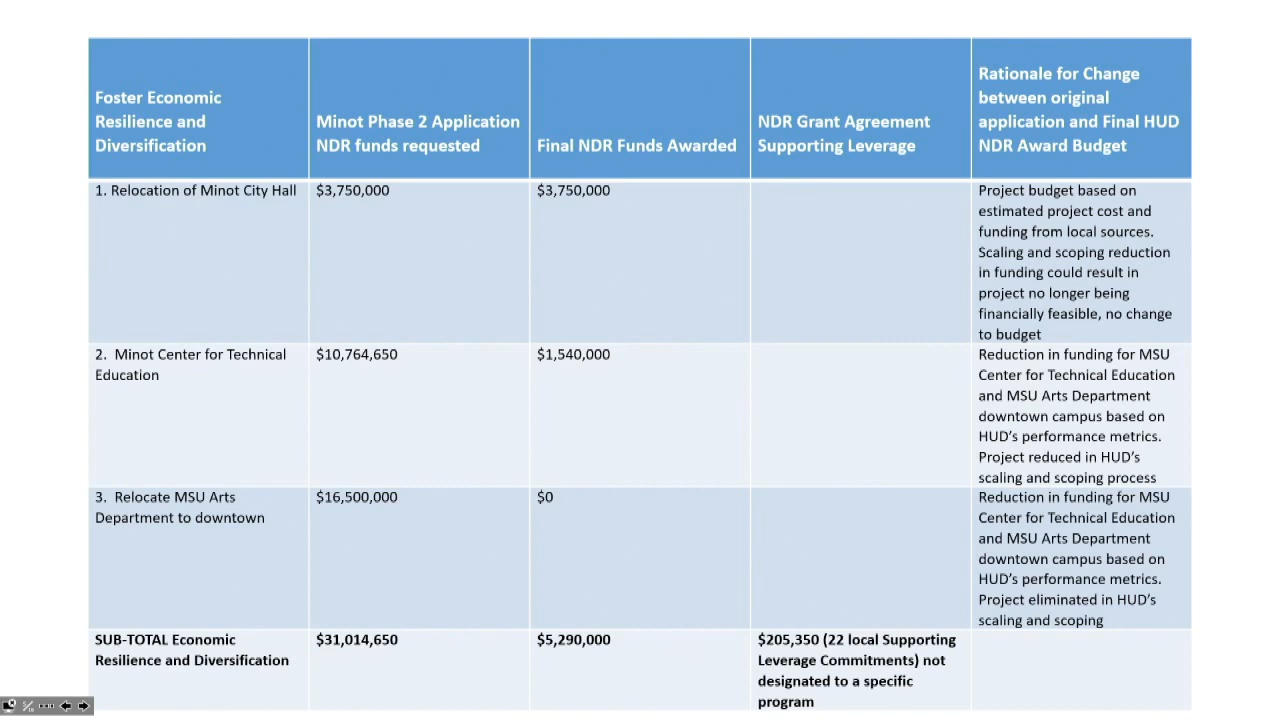 Foster Economic
Resilience and
Diversification
Minot Phase 2 Application
NDR funds requested
Final NDR Funds Awarded
NDR Grant Agreement
Supporting Leverage
Rationale for Change
between original
application and Final HUD
NDR Award Budget
1. Relocation of Minot City Hall
$3,750,000
$3,750,000
Project budget based on
estimated project cost and
funding from local sources.
Scaling and scoping reduction
in funding could result in
project no longer being
financially feasible, no change
to budget
2. Minot Center for Technical
Education
$10,764,650
$1,540,000
Reduction in funding for MSU
Center for Technical Education
and MSU Arts Department
downtown campus based on
HUD’s performance metrics.
Project reduced in HUD’s
scaling and scoping process
3. Relocate MSU Arts
Department to downtown
$16,500,000
$0
Reduction in funding for MSU
Center for Technical Education
and MSU Arts Department
downtown campus based on
HUD’s performance metrics.
Project eliminated in HUD’s
scaling and scoping
SUB-TOTAL Economic
Resilience and Diversification
$31,014,650
$5,290,000
$205,350 (22 local Supporting
Leverage Commitments) not
designated to a specific
program